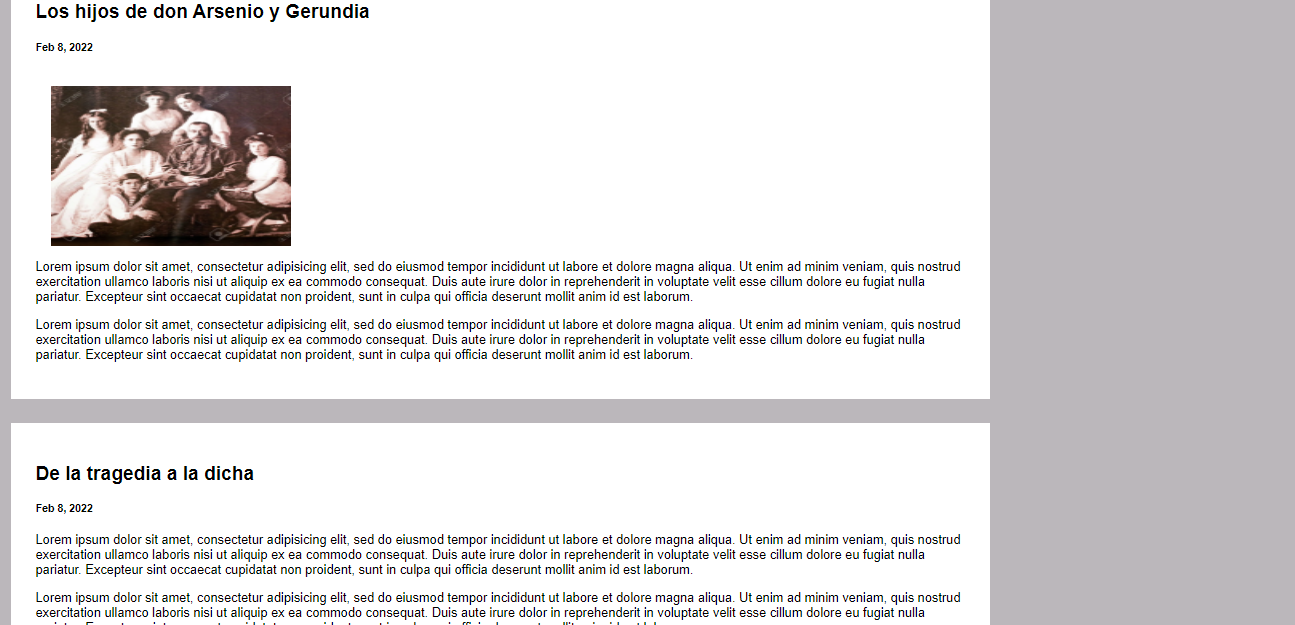 Los hijos de don Arsenio y Gerundia
Feb 8, 2022
Lorem ipsum dolor sit amet, consectetur adipisicing elit, sed do eiusmod tempor incididunt ut labore et dolore magna aliqua. Ut enim ad minim veniam, quis nostrud
exercitation ullamco laboris nisi ut aliquip ex ea commodo consequat. Duis aute irure dolor in reprehenderit in voluptate velit esse cillum dolore eu fugiat nulla
pariatur. Excepteur sint occaecat cupidatat non proident, sunt in culpa qui officia deserunt mollit anim id est laborum.
Lorem ipsum dolor sit amet, consectetur adipisicing elit, sed do eiusmod tempor incididunt ut labore et dolore magna aliqua. Ut enim ad minim veniam, quis nostrud
exercitation ullamco laboris nisi ut aliquip ex ea commodo consequat. Duis aute irure dolor in reprehenderit in voluptate velit esse cillum dolore eu fugiat nulla
pariatur. Excepteur sint occaecat cupidatat non proident, sunt in culpa qui officia deserunt mollit anim id est laborum.
De la tragedia a la dicha
Feb 8, 2022
Lorem ipsum dolor sit amet, consectetur adipisicing elit, sed do eiusmod tempor incididunt ut labore et dolore magna aliqua. Ut enim ad minim veniam, quis nostrud
exercitation ullamco laboris nisi ut aliquip ex ea commodo consequat. Duis aute irure dolor in reprehenderit in voluptate velit esse cillum dolore eu fugiat nulla
pariatur. Excepteur sint occaecat cupidatat non proident, sunt in culpa qui officia deserunt mollit anim id est laborum.
Lorem ipsum dolor sit amet, consectetur adipisicing elit, sed do eiusmod tempor incididunt ut labore et dolore magna aliqua. Ut enim ad minim veniam, quis nostrud
exercitation ullamco laboris nisi ut aliquip ex ea commodo consequat. Duis aute irure dolor in reprehenderit in voluptate velit esse cillum dolore eu fugiat nulla